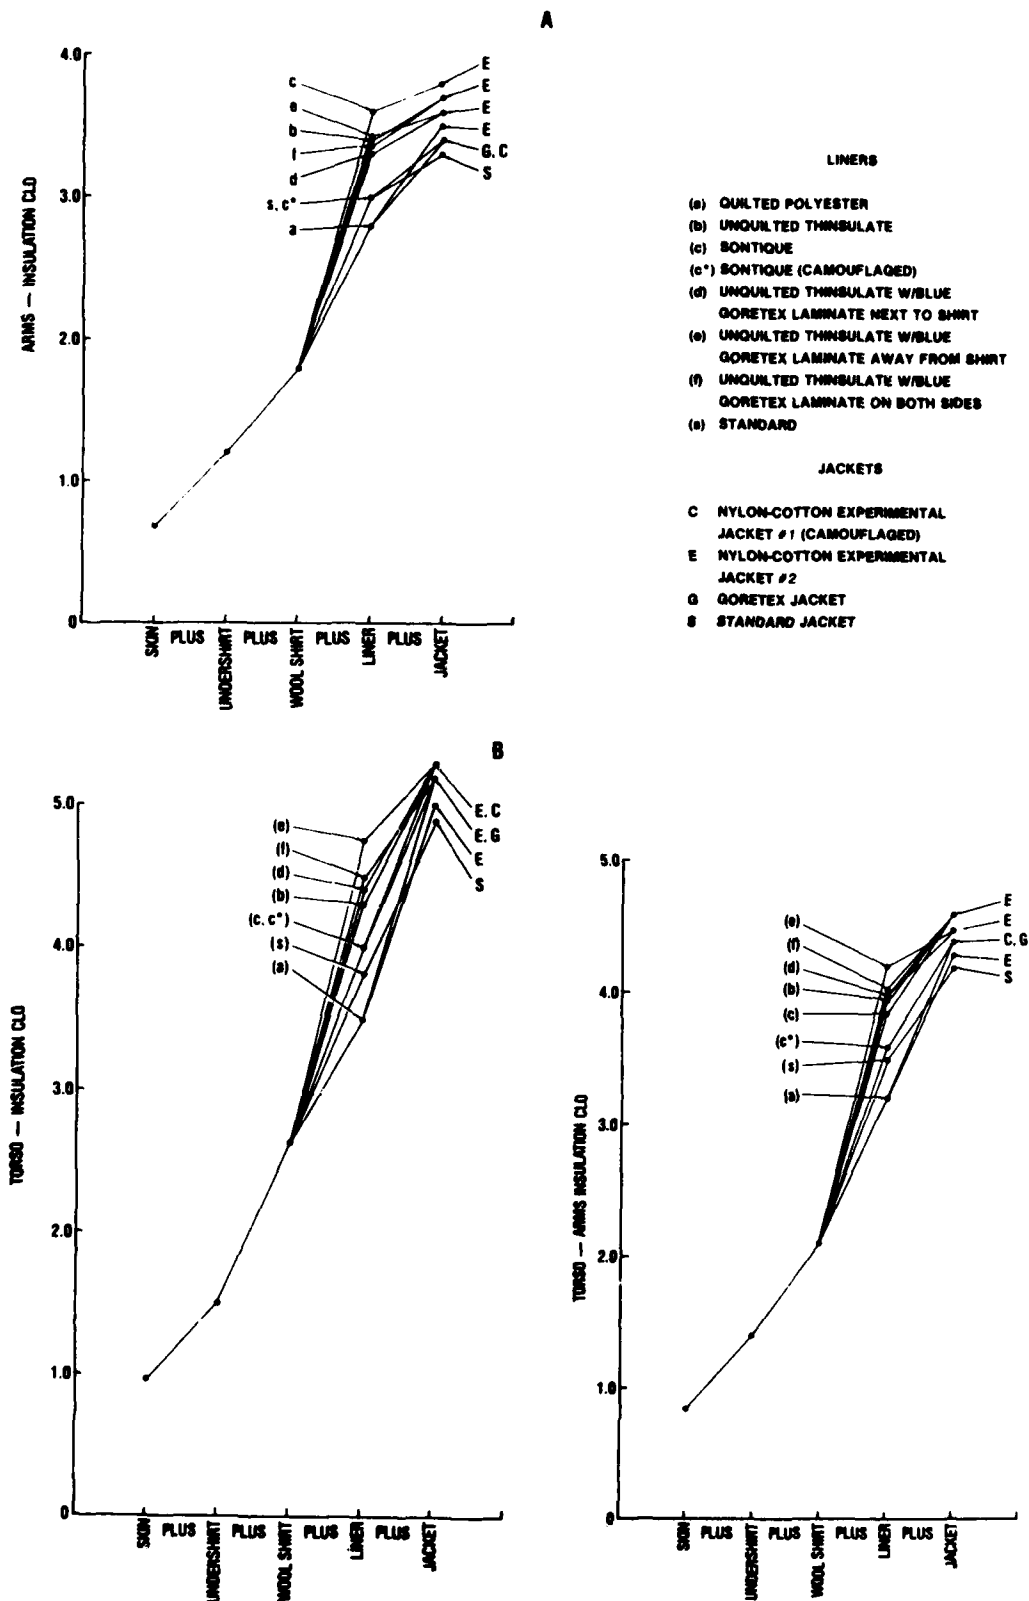 A
4.0
3.0
2.0
1.0
0
ARMS — INSULATION CLO
c
e
b
f
d
s, c*
a
E
E
E
E
G, C
S
SKIN PLUS UNDERSHIRT PLUS WOOL SHIRT PLUS LINER PLUS JACKET
LINERS
(a) QUILTED POLYESTER
(b) UNQUILTED THINSULATE
(c) SONTIQUE
(c*) SONTIQUE (CAMOUFLAGED)
(d) UNQUILTED THINSULATE W/BLUE
GORETEX LAMINATE NEXT TO SHIRT
(e) UNQUILTED THINSULATE W/BLUE
GORETEX LAMINATE AWAY FROM SHIRT
(f) UNQUILTED THINSULATE W/BLUE
GORETEX LAMINATE ON BOTH SIDES
(s) STANDARD
JACKETS
C NYLON-COTTON EXPERIMENTAL
JACKET #1 (CAMOUFLAGED)
E NYLON-COTTON EXPERIMENTAL
JACKET #2
G GORETEX JACKET
S STANDARD JACKET
B
5.0
4.0
3.0
2.0
1.0
0
TORSO — INSULATION CLO
(e)
(f)
(d)
(b)
(c, c*)
(s)
(a)
E, C
E, G
E
S
SKIN PLUS UNDERSHIRT PLUS WOOL SHIRT PLUS LINER PLUS JACKET
5.0
4.0
3.0
2.0
1.0
0
TORSO — ARMS INSULATION CLO
(e)
(f)
(d)
(b)
(c)
(c*)
(s)
(a)
E
E
C, G
E
S
SKIN PLUS UNDERSHIRT PLUS WOOL SHIRT PLUS LINER PLUS JACKET